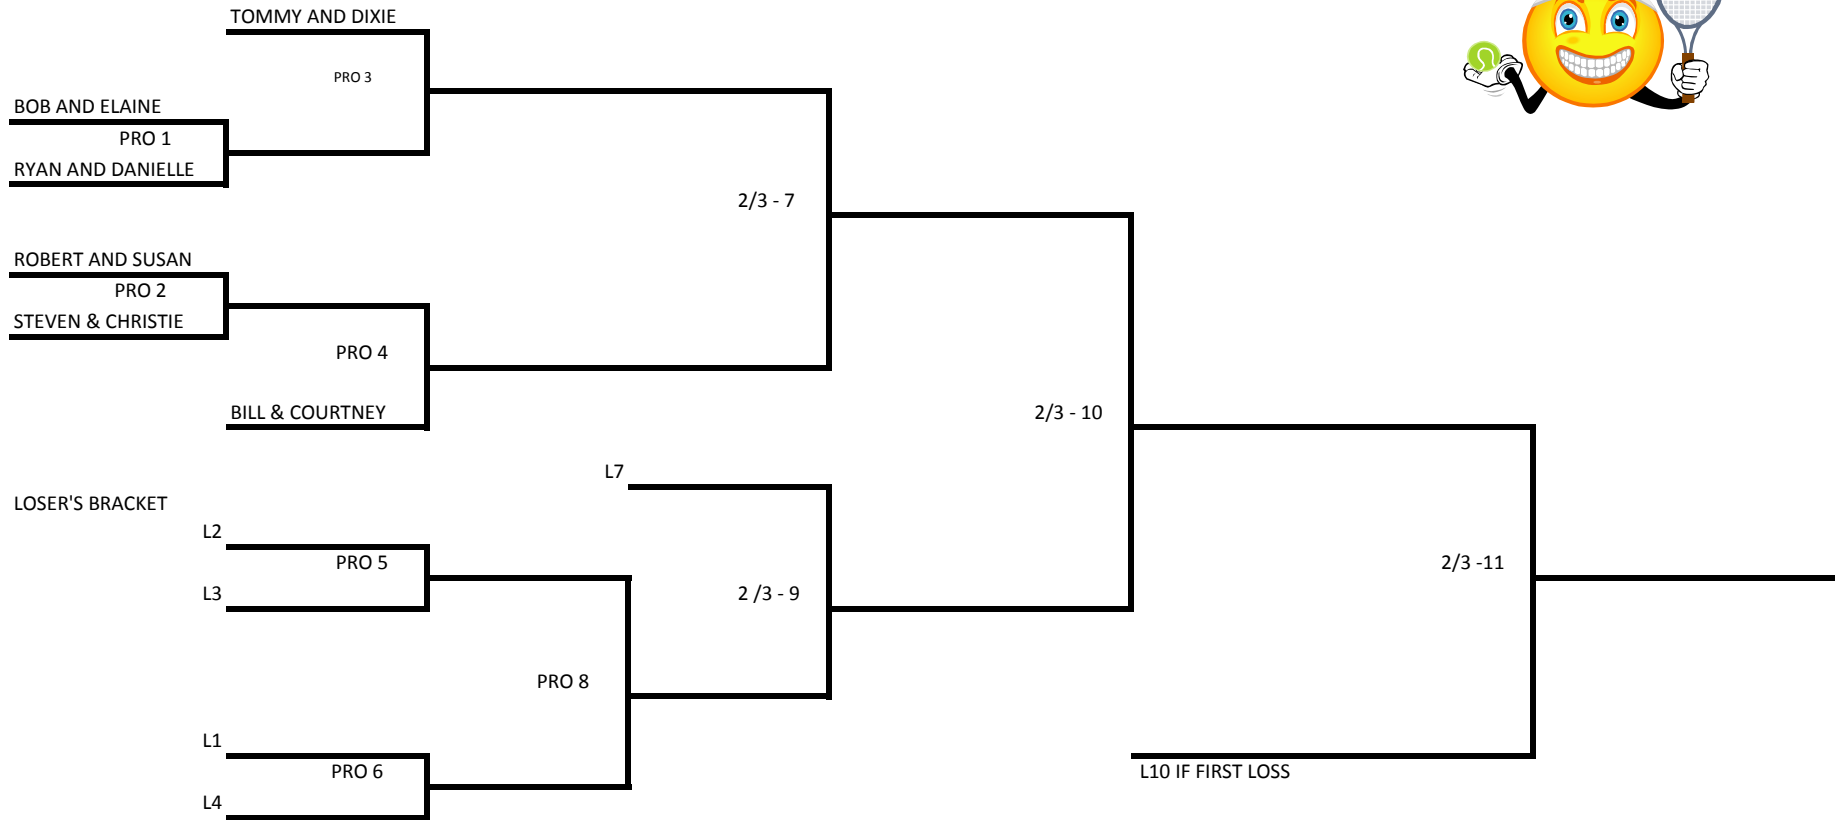 TOMMY AND DIXIE
PRO 3
BOB AND ELAINE
PRO 1
RYAN AND DANIELLE
2/3 - 7
ROBERT AND SUSAN
PRO 2
STEVEN & CHRISTIE
PRO 4
BILL & COURTNEY
2/3 - 10
L7
LOSER'S BRACKET
L2
PRO 5
2/3 -11
L3
2 /3 - 9
PRO 8
L1
PRO 6
L10 IF FIRST LOSS
L4